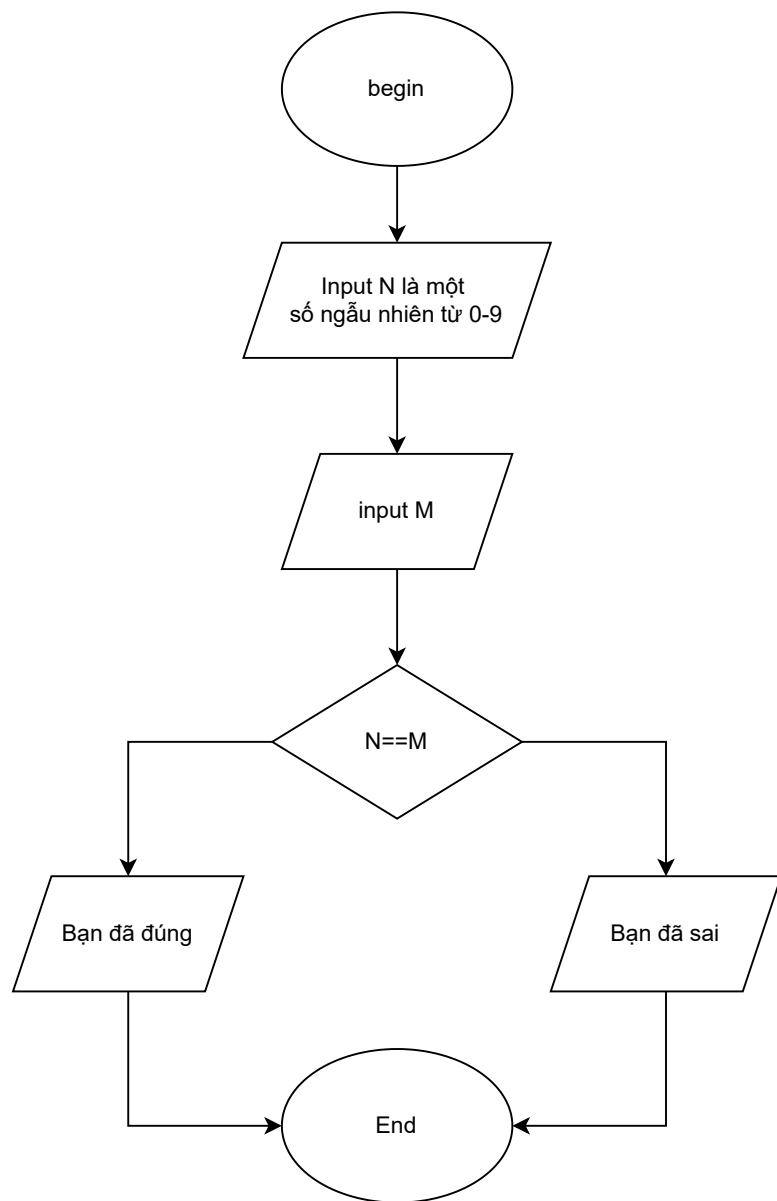 begin
Input N là một
số ngẫu nhiên từ 0-9
input M
N==M
Bạn đã đúng
Bạn đã sai
End